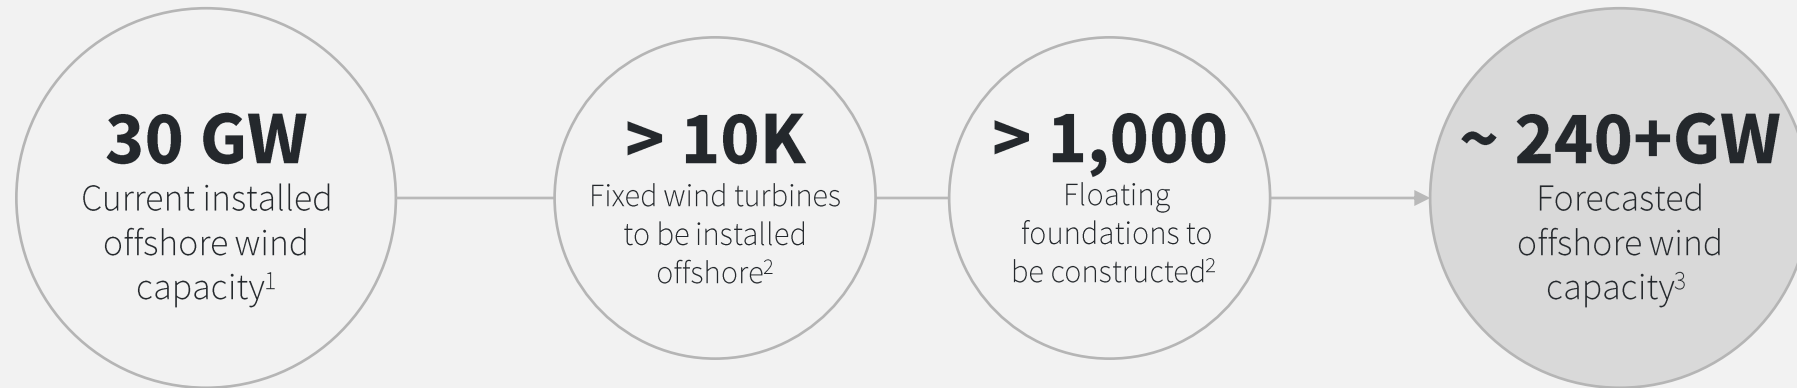 30 GW
Current installed
offshore wind
capacity¹
> 10K
Fixed wind turbines
to be installed
offshore²
> 1,000
Floating
foundations to
be constructed²
~ 240+GW
Forecasted
offshore wind
capacity³